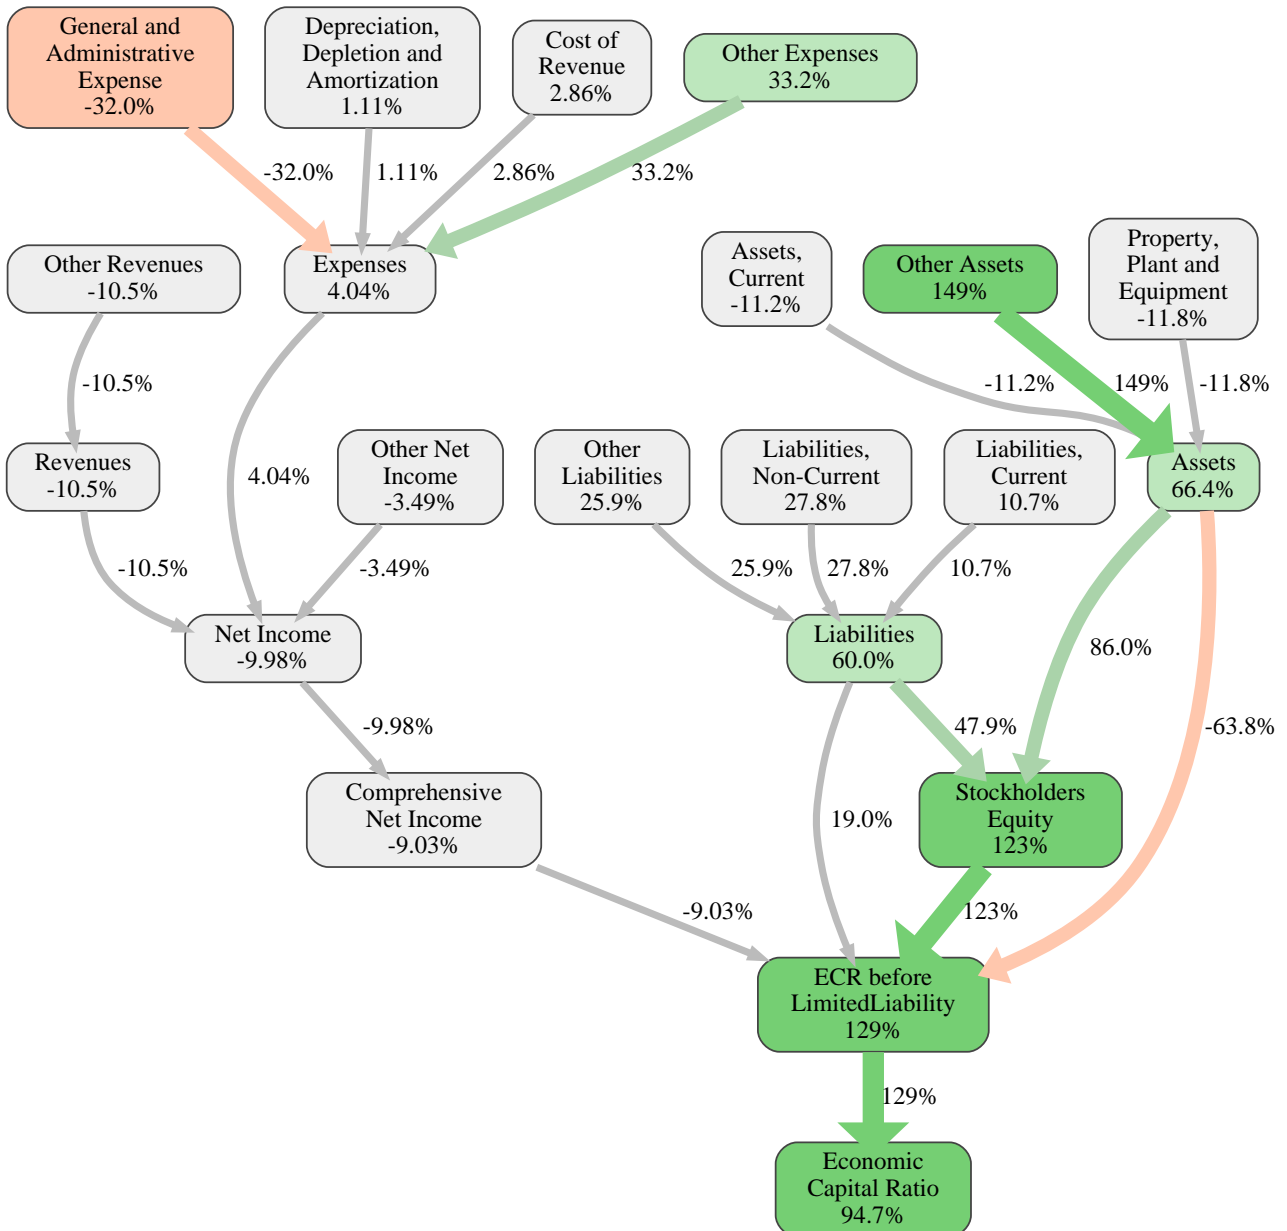 General and
Administrative
Expense
-32.0%
Depreciation,
Depletion and
Amortization
1.11%
Cost of
Revenue
2.86%
Other Expenses
33.2%
-32.0%
1.11%
2.86%
33.2%
Other Revenues
-10.5%
Expenses
4.04%
Assets,
Current
-11.2%
Other Assets
149%
Property,
Plant and
Equipment
-11.8%
-10.5%
-11.2%
149%
-11.8%
Revenues
-10.5%
4.04%
Other Net
Income
-3.49%
Other
Liabilities
25.9%
Liabilities,
Non-Current
27.8%
Liabilities,
Current
10.7%
Assets
66.4%
-10.5%
-3.49%
25.9%
27.8%
10.7%
Net Income
-9.98%
Liabilities
60.0%
86.0%
-9.98%
47.9%
-63.8%
Comprehensive
Net Income
-9.03%
19.0%
Stockholders
Equity
123%
-9.03%
123%
ECR before
LimitedLiability
129%
129%
Economic
Capital Ratio
94.7%